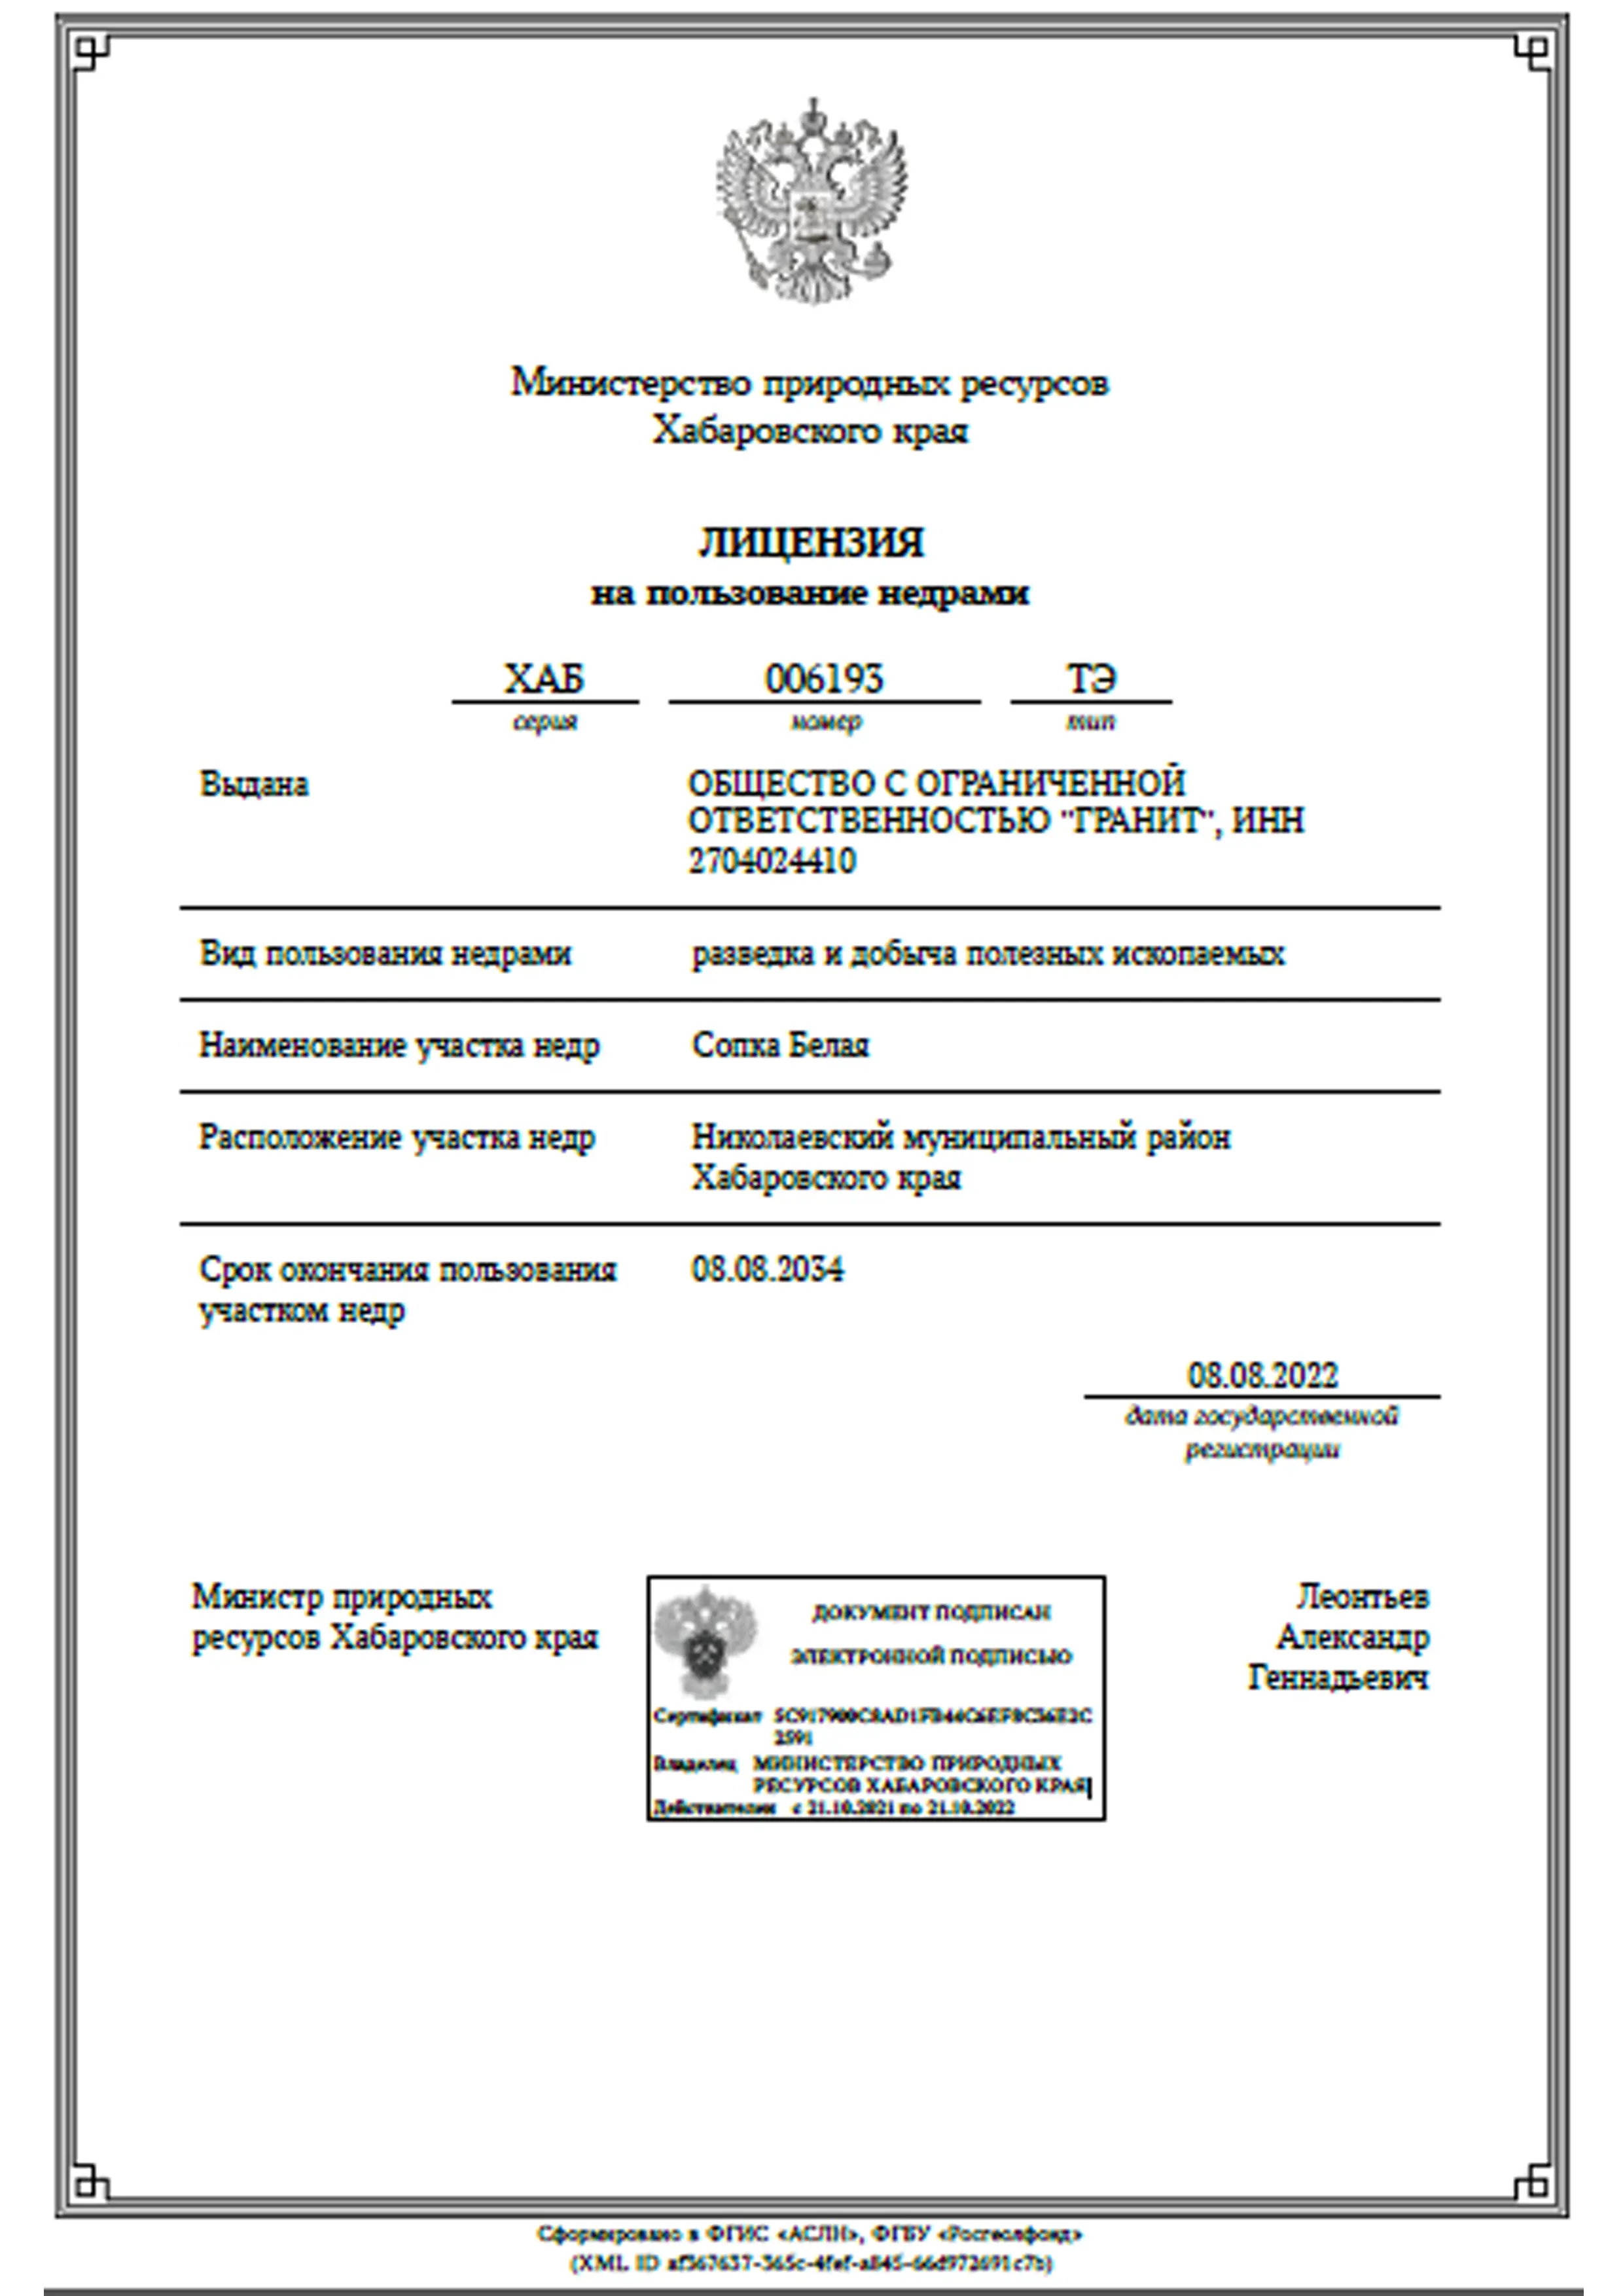 Министерство природных ресурсов
Хабаровского края
ЛИЦЕНЗИЯ
на пользование недрами
ХАБ 006193 ТЭ
серия номер тип
Выдана ОБЩЕСТВО С ОГРАНИЧЕННОЙ
ОТВЕТСТВЕННОСТЬЮ "ГРАНИТ", ИНН
2704024410
Вид пользования недрами разведка и добыча полезных ископаемых
Наименование участка недр Сопка Белая
Расположение участка недр Николаевский муниципальный район
Хабаровского края
Срок окончания пользования 08.08.2034
участком недр
08.08.2022
дата государственной
регистрации
Министр природных
ресурсов Хабаровского края
ДОКУМЕНТ ПОДПИСАН
ЭЛЕКТРОННОЙ ПОДПИСЬЮ
Сертификат
2591
Владелец МИНИСТЕРСТВО ПРИРОДНЫХ
РЕСУРСОВ ХАБАРОВСКОГО КРАЯ
Действителен с 21.10.2021 по 21.10.2022
Леонтьев
Александр
Геннадьевич
Сформировано в ФГИС «АСЛН», ФГБУ «Росгеолфонд»
(XML ID af367637-365c-4fef-a845-66d972691c7b)